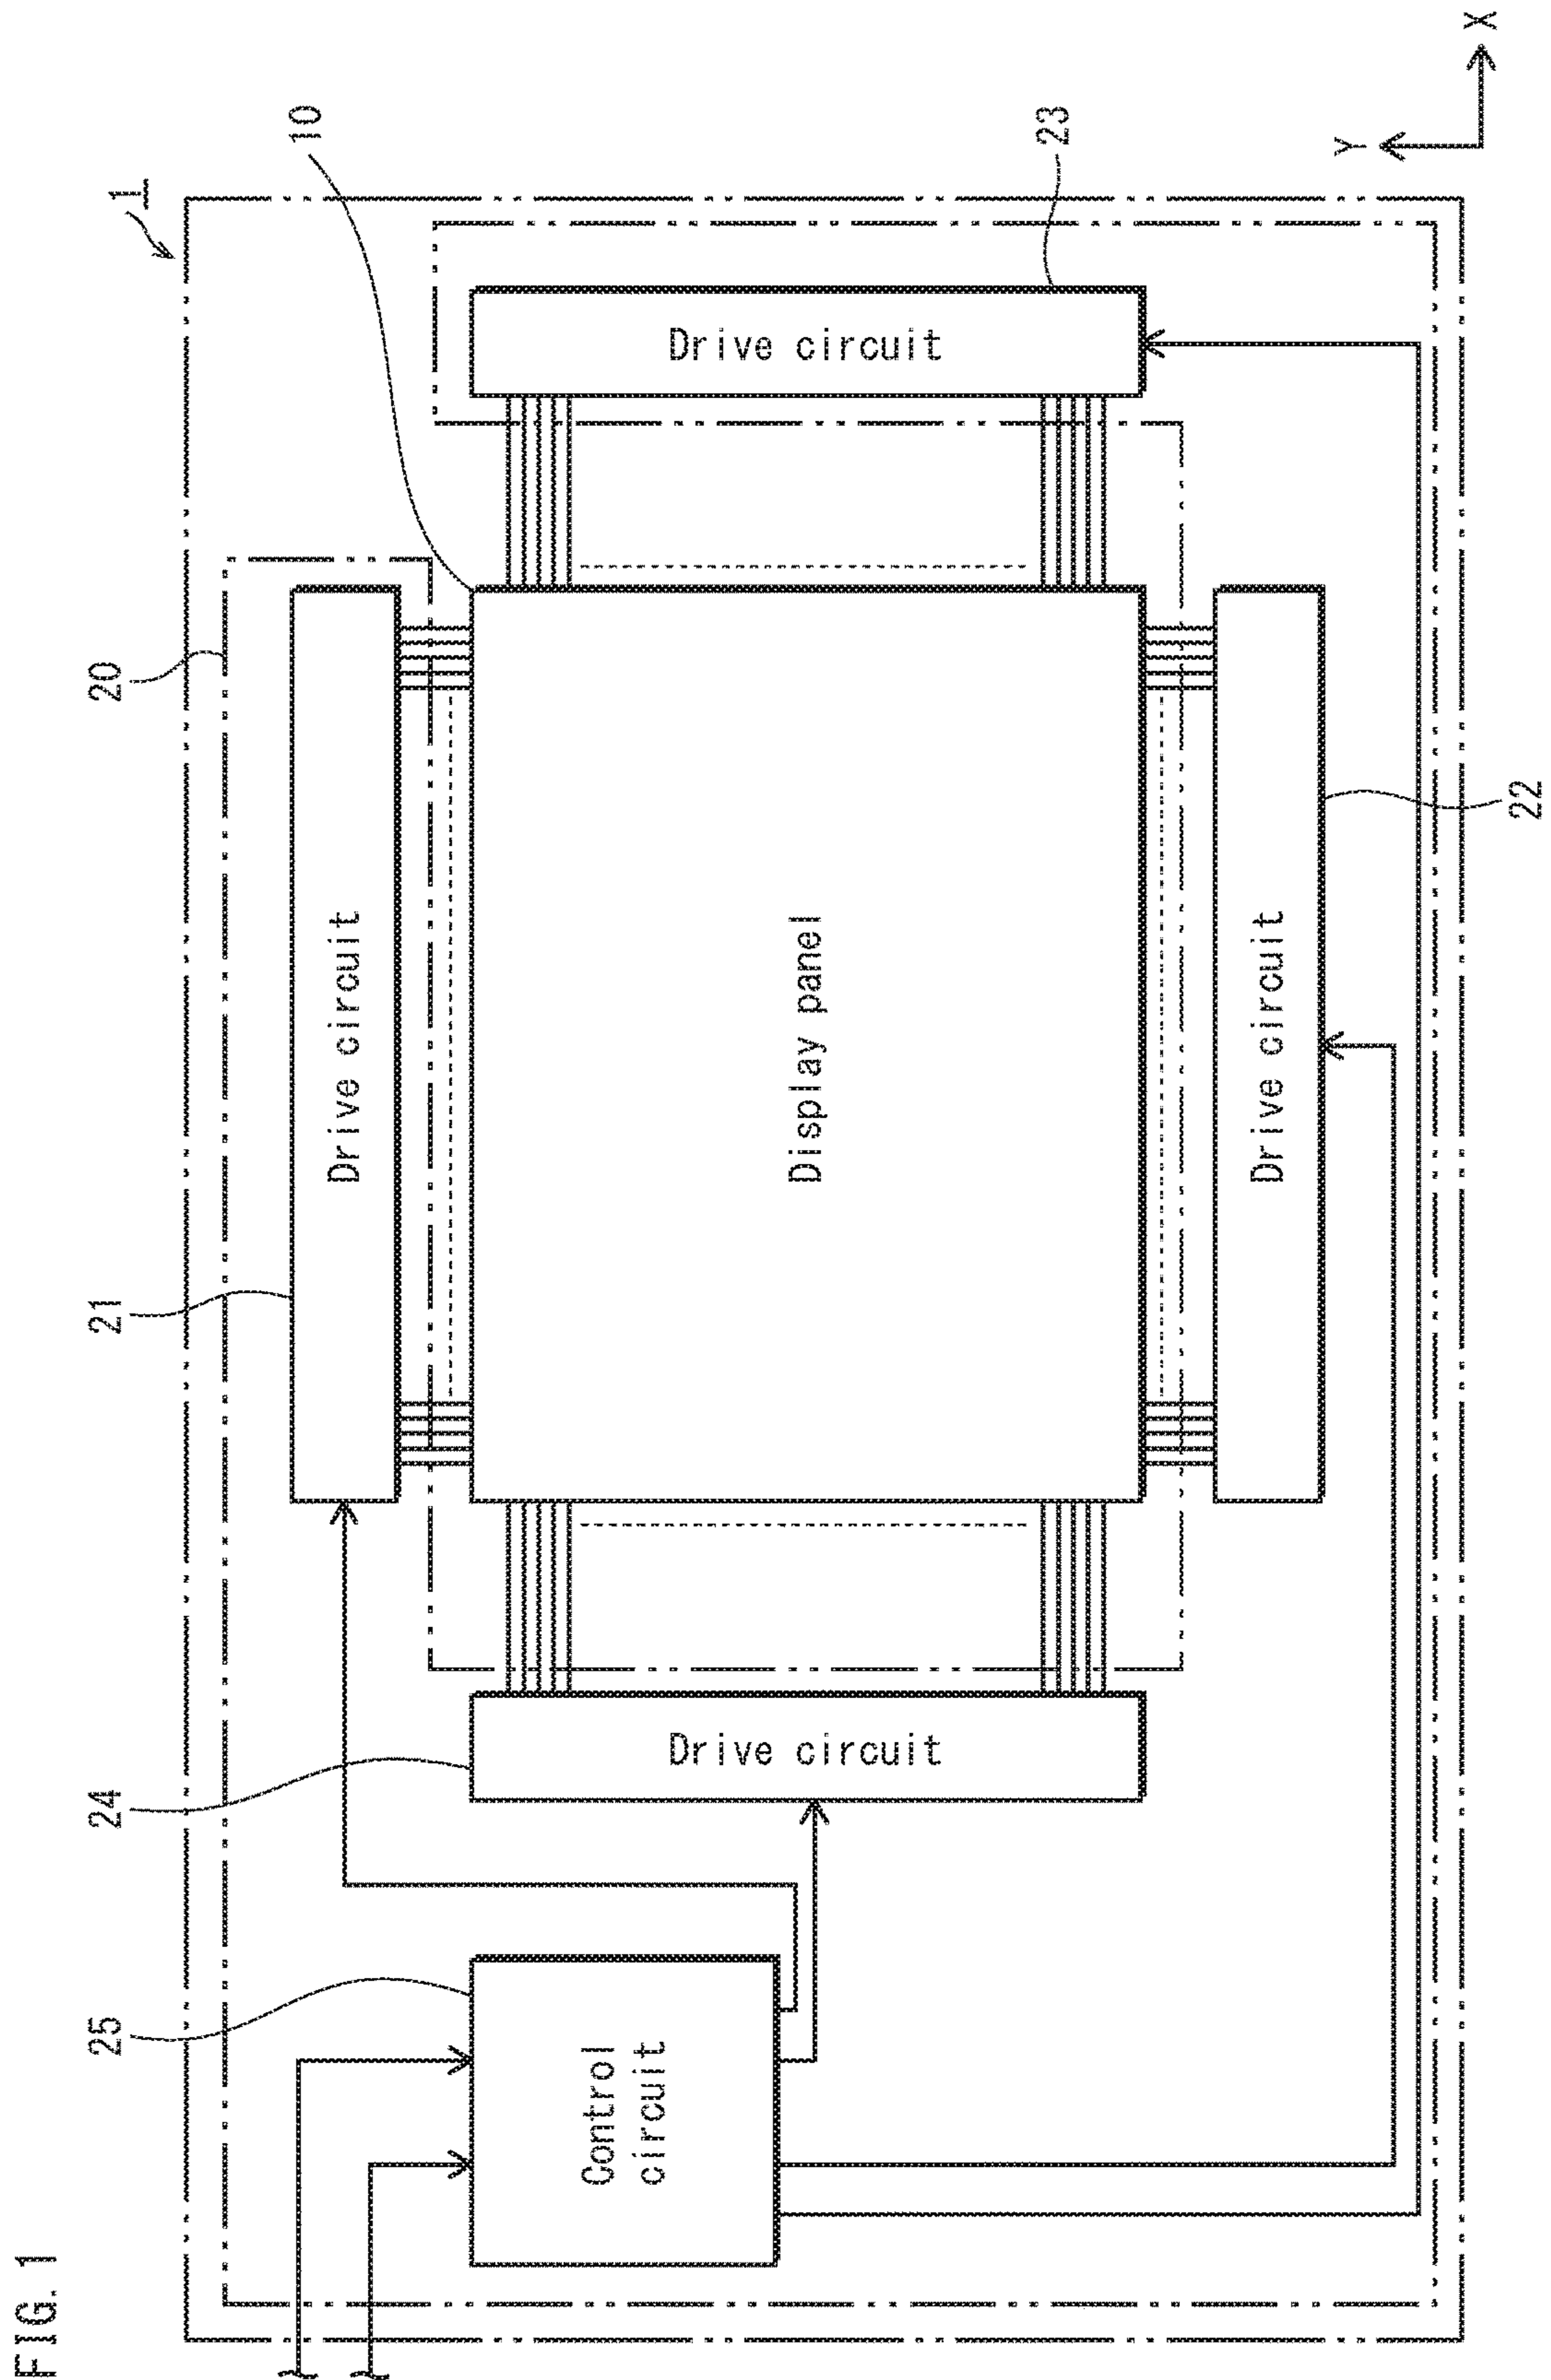 FIG. 1
1
25
24
21
20
10
Drive circuit
Control
circuit
Drive circuit
Display panel
Drive circuit
23
Drive circuit
22
Y
X